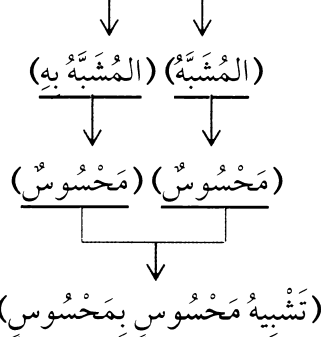 (المُشَبَّهُ) (المُشَبَّهُ بِهِ)
(مَحْسُوسٌ) (مَحْسُوسٌ)
(تَشْبِيهُ مَحْسُوسٍ بِمَحْسُوسٍ)